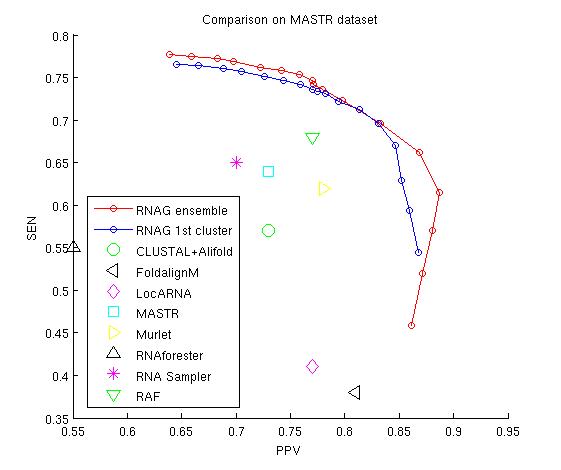 Comparison on MASTR dataset
0.8
0.75
0.7
0.65
0.6
0.55
0.5
0.45
0.4
0.35
SEN
RNAG ensemble
RNAG 1st cluster
CLUSTAL+Alifold
FoldalignM
LocARNA
MASTR
Murlet
RNAforester
RNA Sampler
RAF
0.55 0.6 0.65 0.7 0.75 0.8 0.85 0.9 0.95
PPV